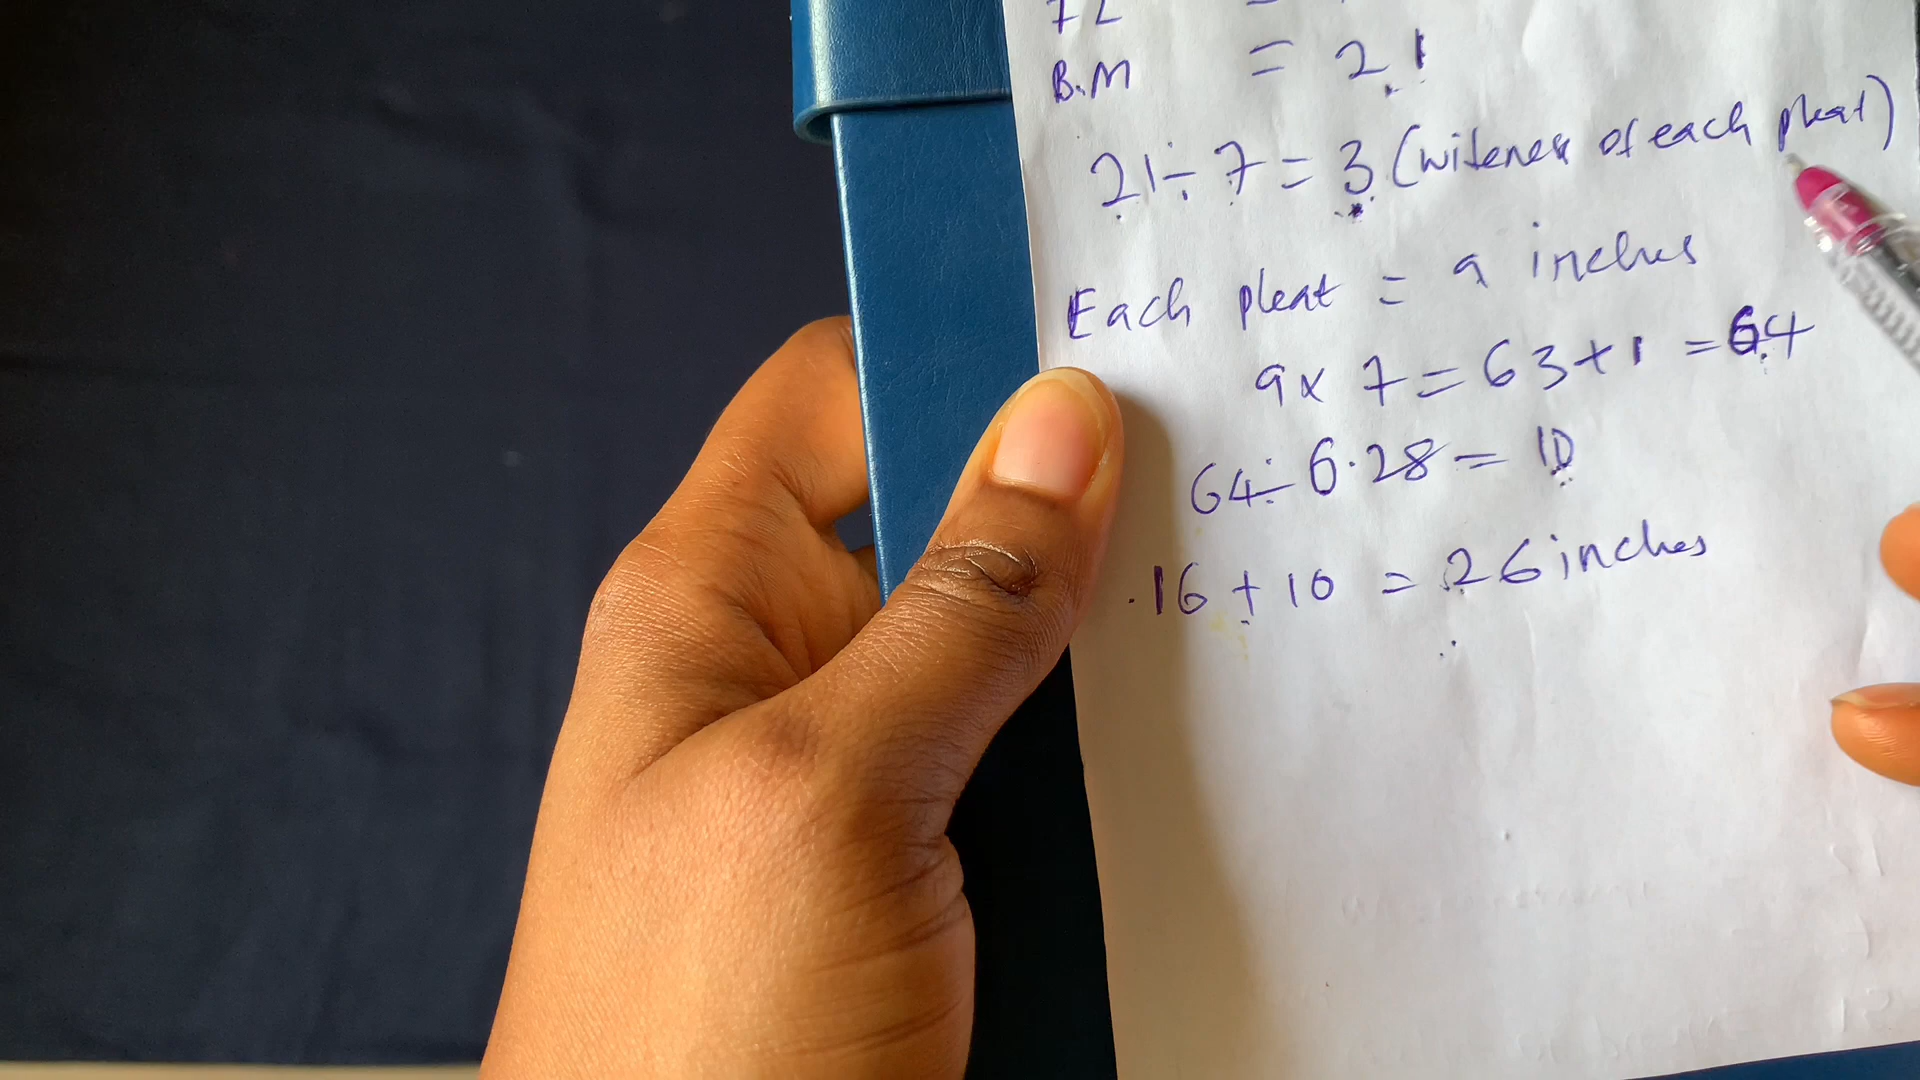 B.M = 21
21÷7=3 (wideness of each pleat)
Each pleat = 9 inches
9x 7=63+1=64
64÷6.28= 10
16+10 = 26 inches